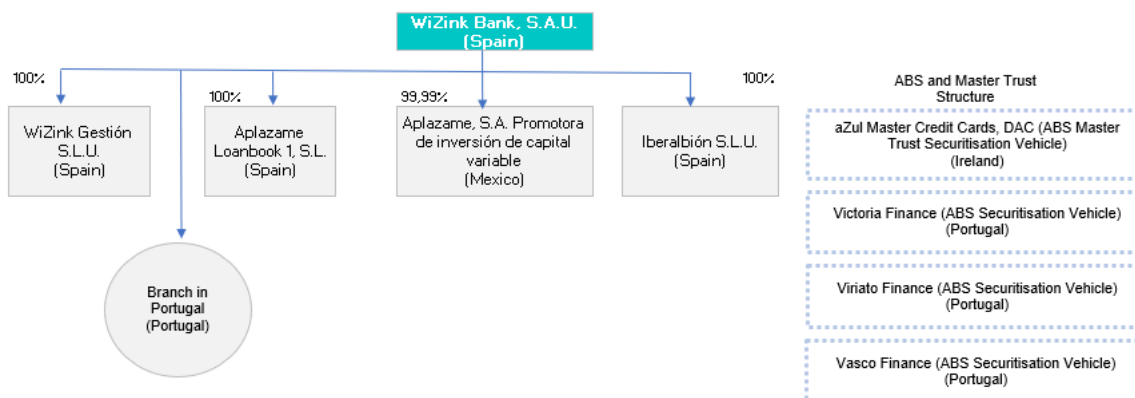 WiZink Bank, S.A.U.
(Spain)
100%
100%
99,99%
100%
WiZink Gestión
S.L.U.
(Spain)
Aplazame
Loanbook 1, S.L.
(Spain)
Aplazame, S.A. Promotora
de inversión de capital
variable
(Mexico)
Iberalbión S.L.U.
(Spain)
Branch in
Portugal
(Portugal)
ABS and Master Trust
Structure
aZul Master Credit Cards, DAC (ABS Master
Trust Securitisation Vehicle)
(Ireland)
Victoria Finance (ABS Securitisation Vehicle)
(Portugal)
Viriato Finance (ABS Securitisation Vehicle)
(Portugal)
Vasco Finance (ABS Securitisation Vehicle)
(Portugal)